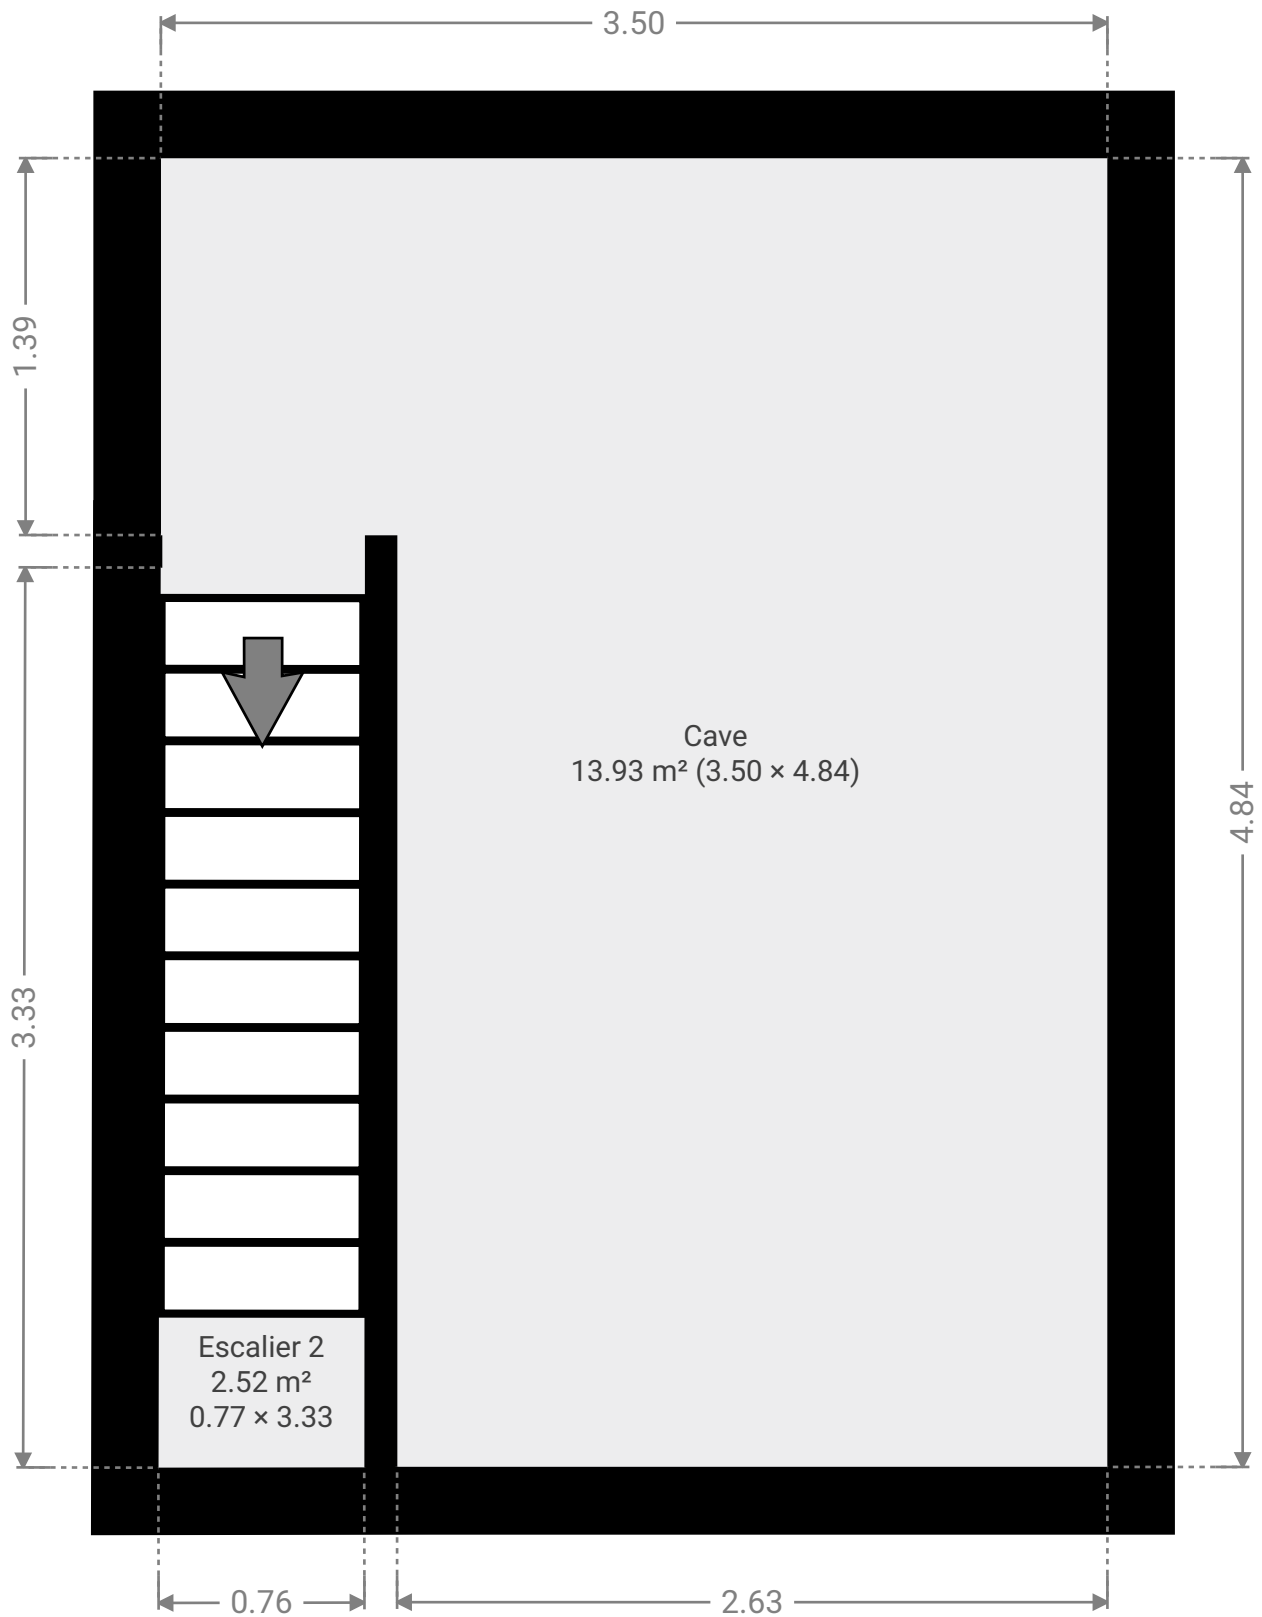 3.50
1.39
Cave
13.93 m² (3.50 × 4.84)
4.84
3.33
Escalier 2
2.52 m²
0.77 × 3.33
0.76
2.63